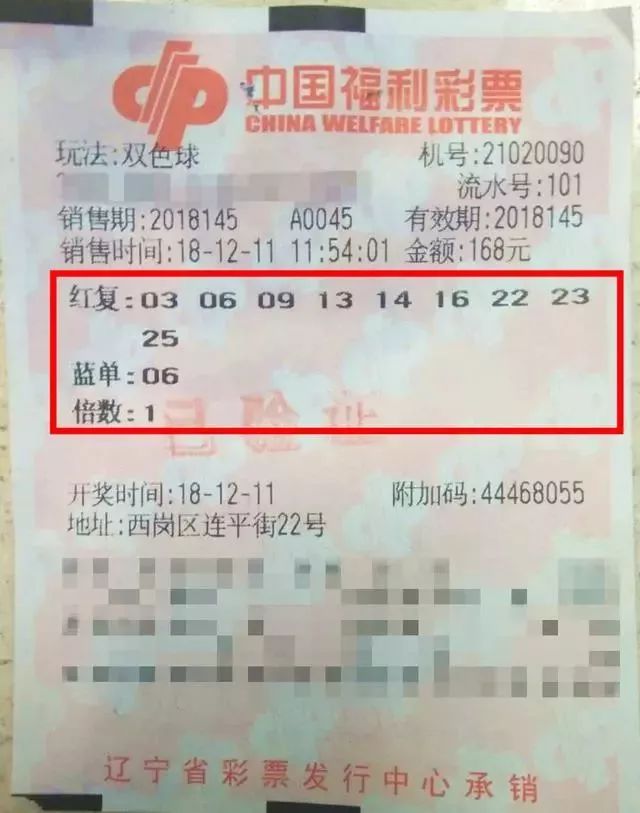 中国福利彩票
CHINA WELFARE LOTTERY
玩法:双色球 机号:21020090
流水号:101
销售期:2018145 A0045 有效期:2018145
销售时间:18-12-11 11:54:01 金额:168元
红复:03 06 09 13 14 16 22 23
25
蓝单:06
倍数:1
开奖时间:18-12-11 附加码:44468055
地址:西岗区连平街22号
辽宁省彩票发行中心承销